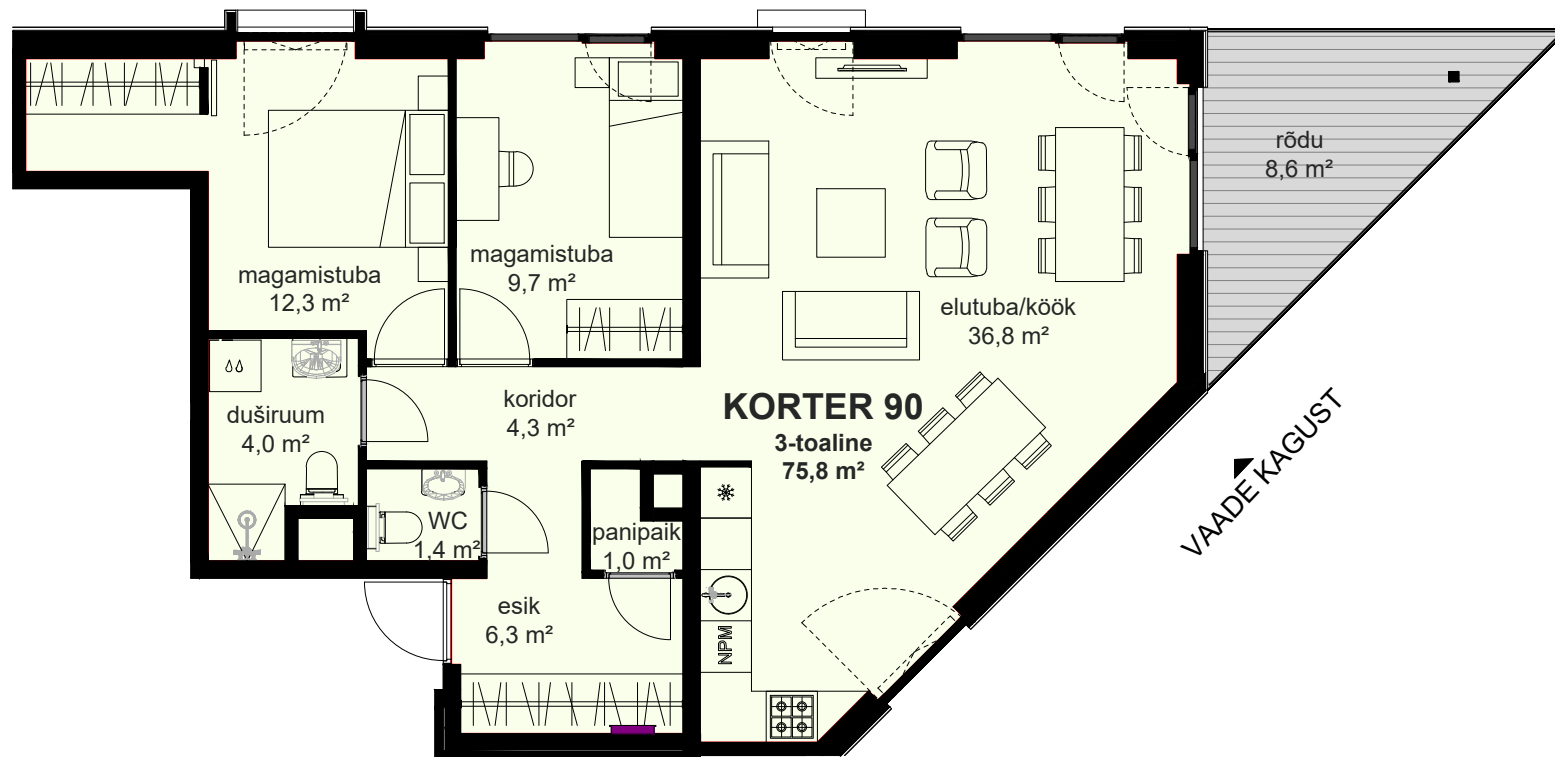 rõdu
8,6 m²
magamistuba
9,7 m²
magamistuba
12,3 m²
elutuba/köök
36,8 m²
koridor
4,3 m²
KORTER 90
3-toaline
75,8 m²
duširuum
4,0 m²
VAADE KAGUST
WC
1,4 m²
panipaik
1,0 m²
esik
6,3 m²
NPM